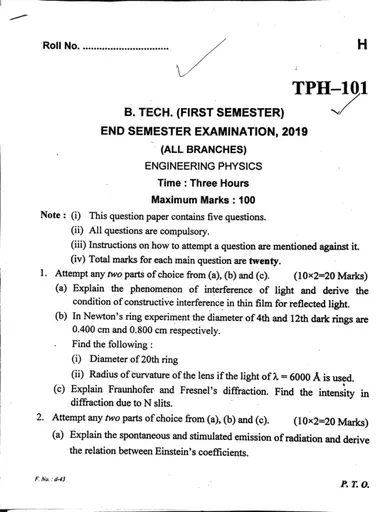 Roll No. ..............................
H
TPH–101
B. TECH. (FIRST SEMESTER)
END SEMESTER EXAMINATION, 2019
(ALL BRANCHES)
ENGINEERING PHYSICS
Time : Three Hours
Maximum Marks : 100
Note : (i) This question paper contains five questions.
(ii) All questions are compulsory.
(iii) Instructions on how to attempt a question are mentioned against it.
(iv) Total marks for each main question are twenty.
1. Attempt any two parts of choice from (a), (b) and (c). (10×2=20 Marks)
(a) Explain the phenomenon of interference of light and derive the
condition of constructive interference in thin film for reflected light.
(b) In Newton's ring experiment the diameter of 4th and 12th dark rings are
0.400 cm and 0.800 cm respectively.
Find the following :
(i) Diameter of 20th ring
(ii) Radius of curvature of the lens if the light of λ = 6000 Å is used.
(c) Explain Fraunhofer and Fresnel's diffraction. Find the intensity in
diffraction due to N slits.
2. Attempt any two parts of choice from (a), (b) and (c). (10×2=20 Marks)
(a) Explain the spontaneous and stimulated emission of radiation and derive
the relation between Einstein's coefficients.
F. No. : d-43
P. T. O.